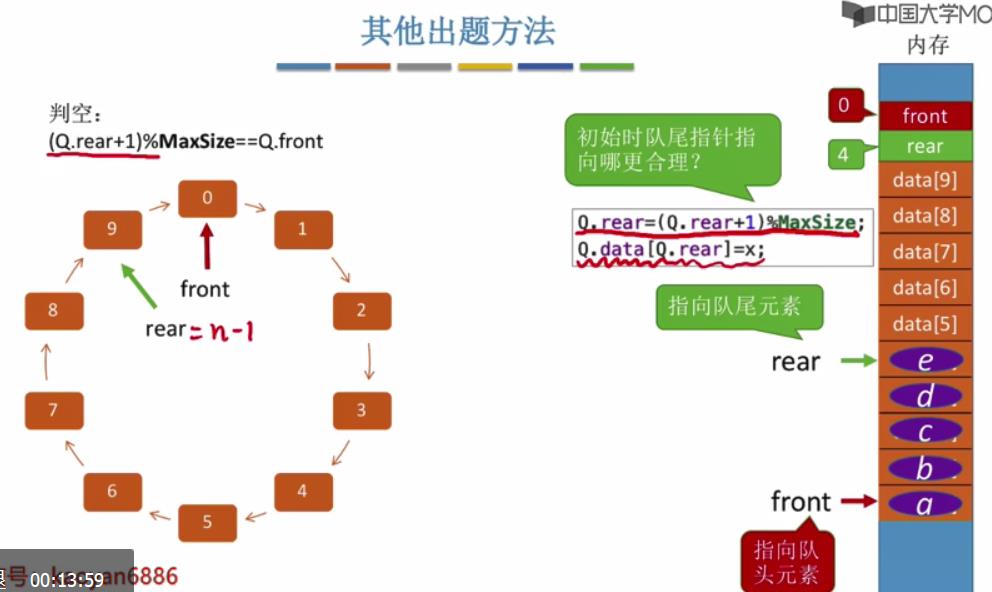 中国大学MO
其他出题方法
内存
判空：
(Q.rear+1)%MaxSize==Q.front
初始时队尾指针指
向哪更合理？
Q.rear=(Q.rear+1)%MaxSize;
Q.data[Q.rear]=x;
指向队尾元素
0
1
2
3
4
5
6
7
8
9
front
rear = n-1
0
front
4
rear
data[9]
data[8]
data[7]
data[6]
data[5]
rear
e
d
c
b
front
a
指向队
头元素
00:13:59
6886